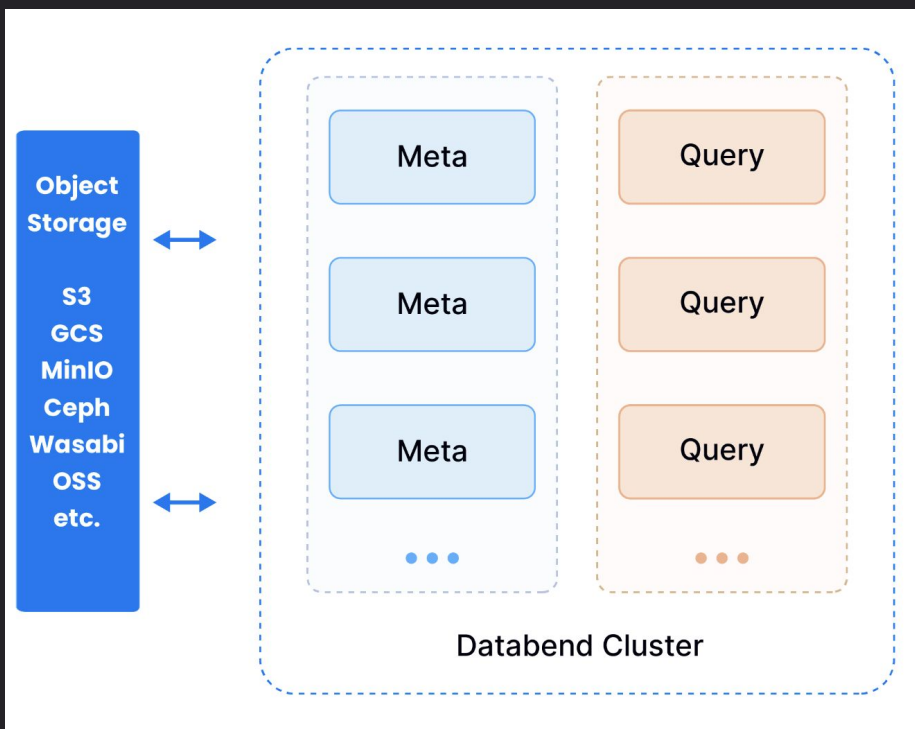 Object
Storage
S3
GCS
MinIO
Ceph
Wasabi
OSS
etc.
Meta
Query
Meta
Query
Meta
Query
Databend Cluster